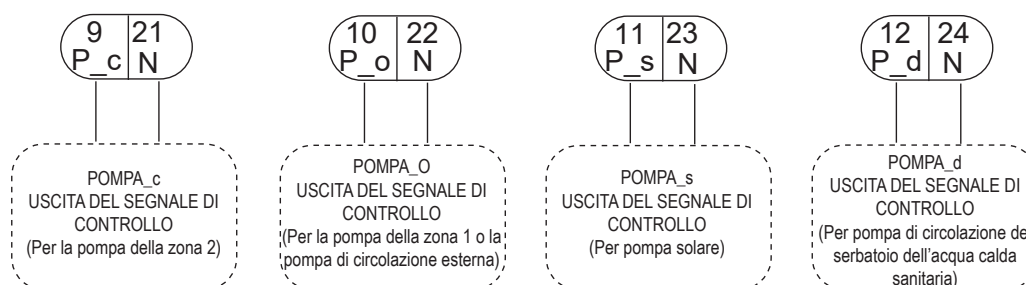 9 21
P_c N
POMPA_c
USCITA DEL SEGNALE DI
CONTROLLO
(Per la pompa della zona 2)
10 22
P_o N
POMPA_O
USCITA DEL SEGNALE DI
CONTROLLO
(Per la pompa della zona 1 o la
pompa di circolazione esterna)
11 23
P_s N
POMPA_s
USCITA DEL SEGNALE DI
CONTROLLO
(Per pompa solare)
12 24
P_d N
POMPA_d
USCITA DEL SEGNALE DI
CONTROLLO
(Per pompa di circolazione de
serbatoio dell'acqua calda
sanitaria)